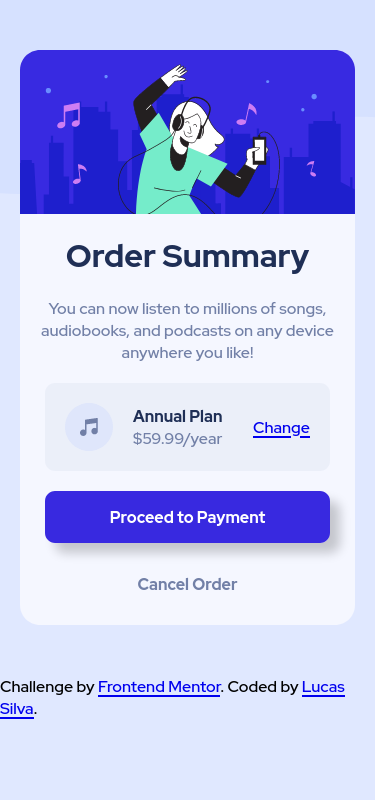 Order Summary
You can now listen to millions of songs,
audiobooks, and podcasts on any device
anywhere you like!
Annual Plan
$59.99/year
Change
Proceed to Payment
Cancel Order
Challenge by Frontend Mentor. Coded by Lucas
Silva.